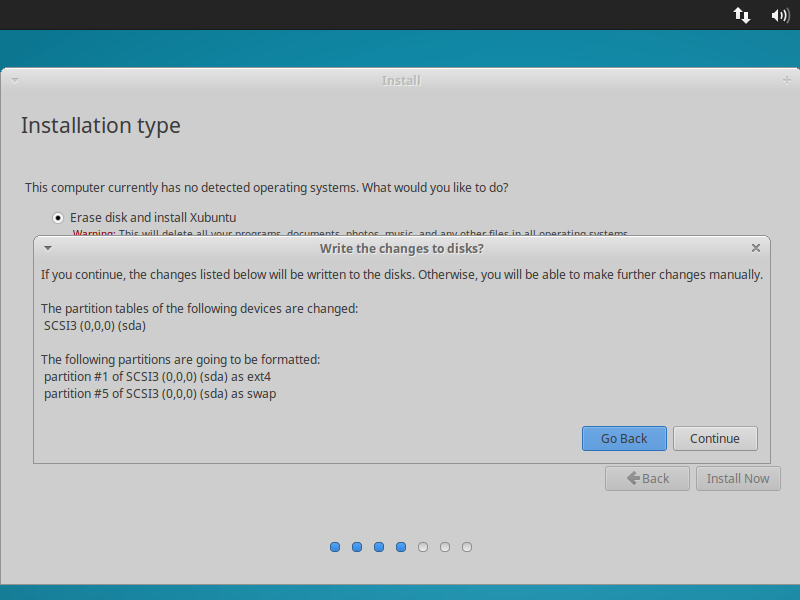 Install
Installation type
This computer currently has no detected operating systems. What would you like to do?
Erase disk and install Xubuntu
Warning: This will delete all your programs, documents, photos, music, and any other files in all operating systems.
Write the changes to disks?
If you continue, the changes listed below will be written to the disks. Otherwise, you will be able to make further changes manually.
The partition tables of the following devices are changed:
SCSI3 (0,0,0) (sda)
The following partitions are going to be formatted:
partition #1 of SCSI3 (0,0,0) (sda) as ext4
partition #5 of SCSI3 (0,0,0) (sda) as swap
Go Back
Continue
Back
Install Now